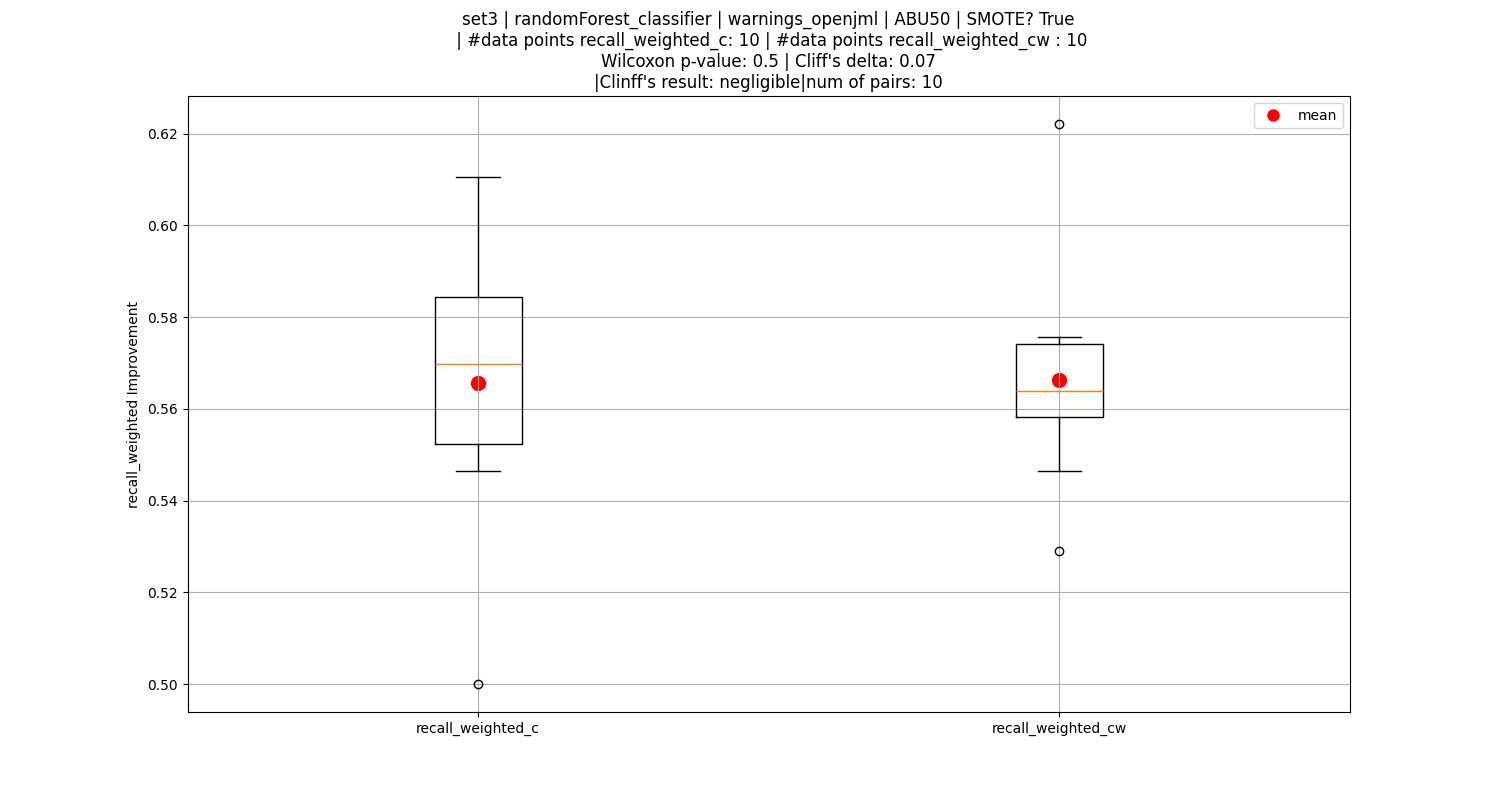 set3 | randomForest_classifier | warnings_openjml | ABU50 | SMOTE? True
| #data points recall_weighted_c: 10 | #data points recall_weighted_cw : 10
Wilcoxon p-value: 0.5 | Cliff's delta: 0.07
|Clinff's result: negligible|num of pairs: 10
mean
recall_weighted Improvement
0.62
0.60
0.58
0.56
0.54
0.52
0.50
recall_weighted_c
recall_weighted_cw